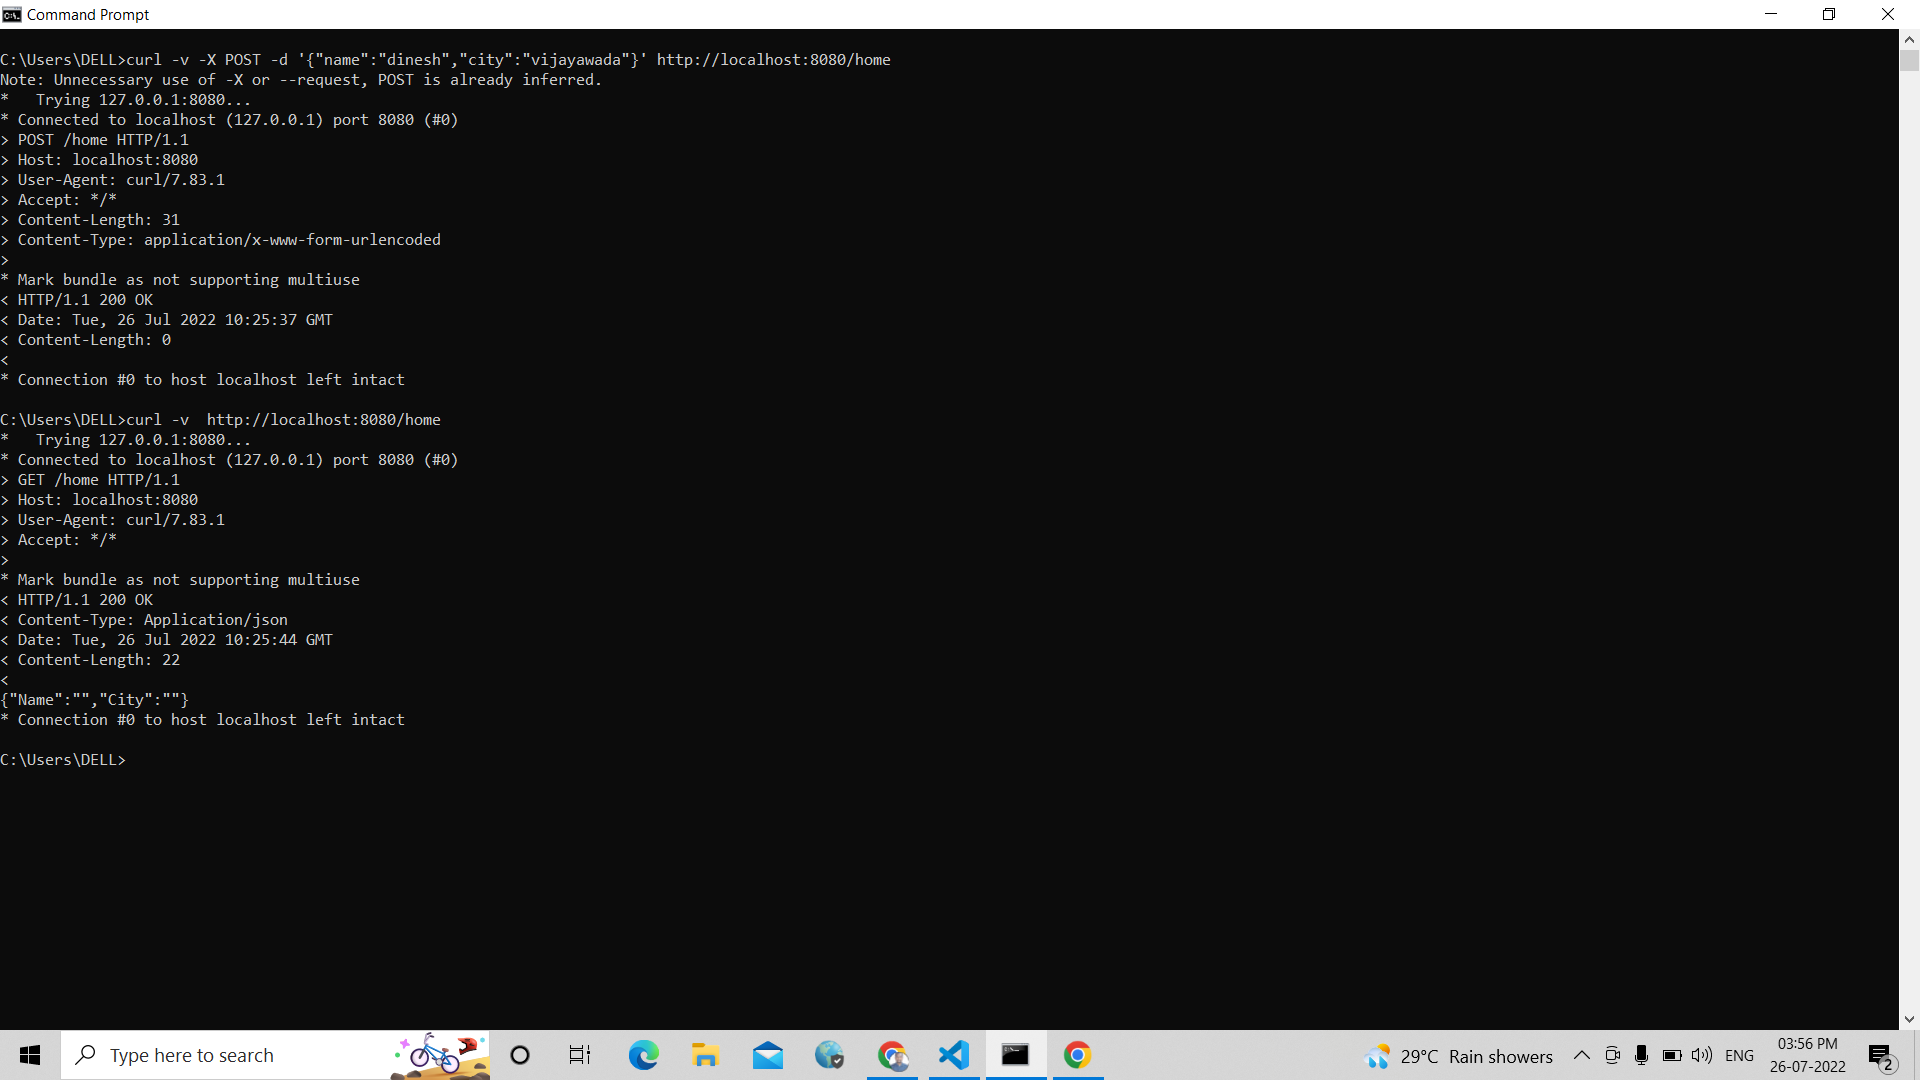 Command Prompt
C:\Users\DELL>curl -v -X POST -d '{"name":"dinesh","city":"vijayawada"}' http://localhost:8080/home
Note: Unnecessary use of -X or --request, POST is already inferred.
*   Trying 127.0.0.1:8080...
* Connected to localhost (127.0.0.1) port 8080 (#0)
> POST /home HTTP/1.1
> Host: localhost:8080
> User-Agent: curl/7.83.1
> Accept: */*
> Content-Length: 31
> Content-Type: application/x-www-form-urlencoded
>
* Mark bundle as not supporting multiuse
< HTTP/1.1 200 OK
< Date: Tue, 26 Jul 2022 10:25:37 GMT
< Content-Length: 0
<
* Connection #0 to host localhost left intact
C:\Users\DELL>curl -v  http://localhost:8080/home
*   Trying 127.0.0.1:8080...
* Connected to localhost (127.0.0.1) port 8080 (#0)
> GET /home HTTP/1.1
> Host: localhost:8080
> User-Agent: curl/7.83.1
> Accept: */*
>
* Mark bundle as not supporting multiuse
< HTTP/1.1 200 OK
< Content-Type: Application/json
< Date: Tue, 26 Jul 2022 10:25:44 GMT
< Content-Length: 22
<
{"Name":"","City":""}
* Connection #0 to host localhost left intact
C:\Users\DELL>
Type here to search
29°C Rain showers
ENG
03:56 PM
26-07-2022
2